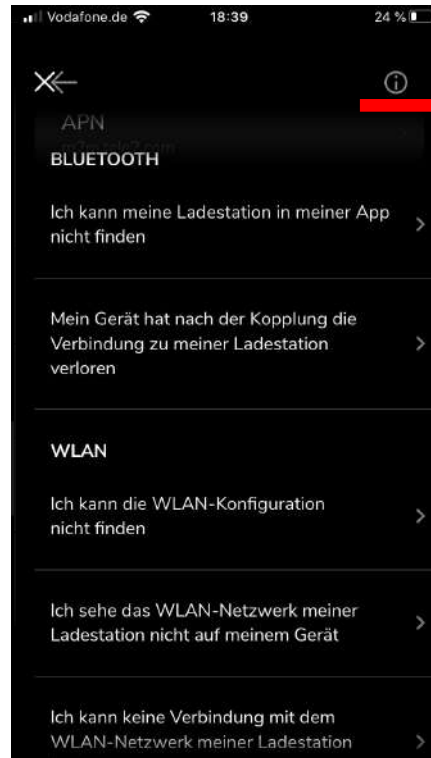 Vodafone.de 18:39 24 %
APN
BLUETOOTH
Ich kann meine Ladestation in meiner App
nicht finden
Mein Gerät hat nach der Kopplung die
Verbindung zu meiner Ladestation
verloren
WLAN
Ich kann die WLAN-Konfiguration
nicht finden
Ich sehe das WLAN-Netzwerk meiner
Ladestation nicht auf meinem Gerät
Ich kann keine Verbindung mit dem
WLAN-Netzwerk meiner Ladestation